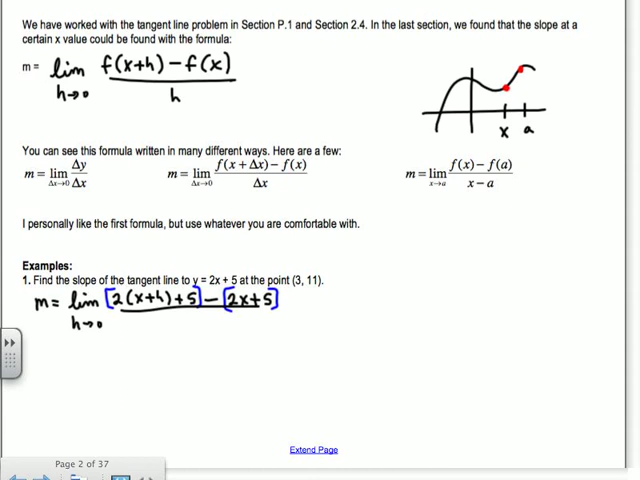 We have worked with the tangent line problem in Section P.1 and Section 2.4. In the last section, we found that the slope at a
certain x value could be found with the formula:
m = lim h→0 f(x+h) − f(x) / h
x a
You can see this formula written in many different ways. Here are a few:
m = lim Δx→0 Δy / Δx m = lim Δx→0 f(x + Δx) − f(x) / Δx m = lim x→a f(x) − f(a) / x − a
I personally like the first formula, but use whatever you are comfortable with.
Examples:
1. Find the slope of the tangent line to y = 2x + 5 at the point (3, 11).
m = lim h→0 [2(x+h)+5] − [2x+5]
Extend Page
Page 2 of 37